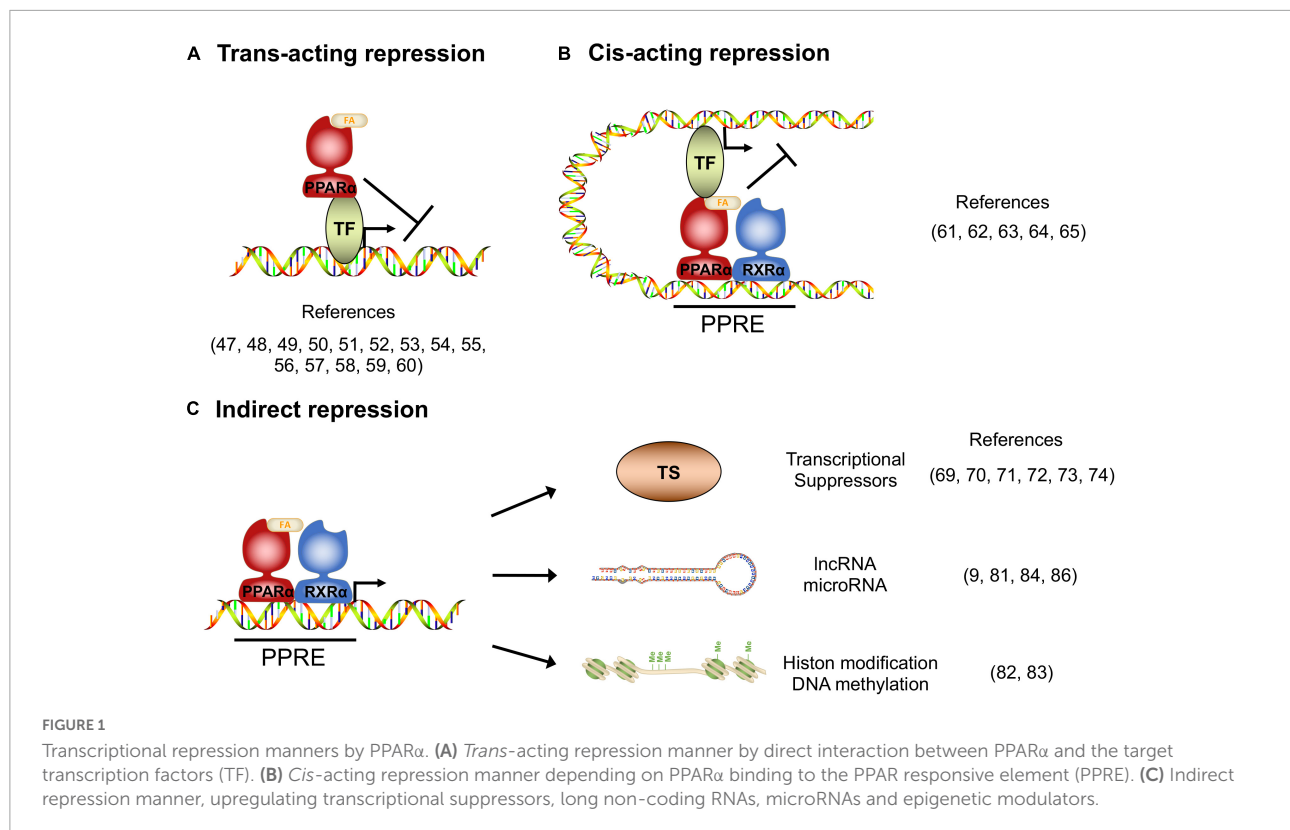 A Trans-acting repression
FA
PPARα
TF
References
(47, 48, 49, 50, 51, 52, 53, 54, 55,
56, 57, 58, 59, 60)
B Cis-acting repression
TF
FA
PPARα RXRα
PPRE
References
(61, 62, 63, 64, 65)
C Indirect repression
FA
PPARα RXRα
PPRE
TS
Transcriptional
Suppressors
References
(69, 70, 71, 72, 73, 74)
lncRNA
microRNA
(9, 81, 84, 86)
Me
Me
Me
Me
Me
Histon modification
DNA methylation
(82, 83)
FIGURE 1
Transcriptional repression manners by PPARα. (A) Trans-acting repression manner by direct interaction between PPARα and the target
transcription factors (TF). (B) Cis-acting repression manner depending on PPARα binding to the PPAR responsive element (PPRE). (C) Indirect
repression manner, upregulating transcriptional suppressors, long non-coding RNAs, microRNAs and epigenetic modulators.